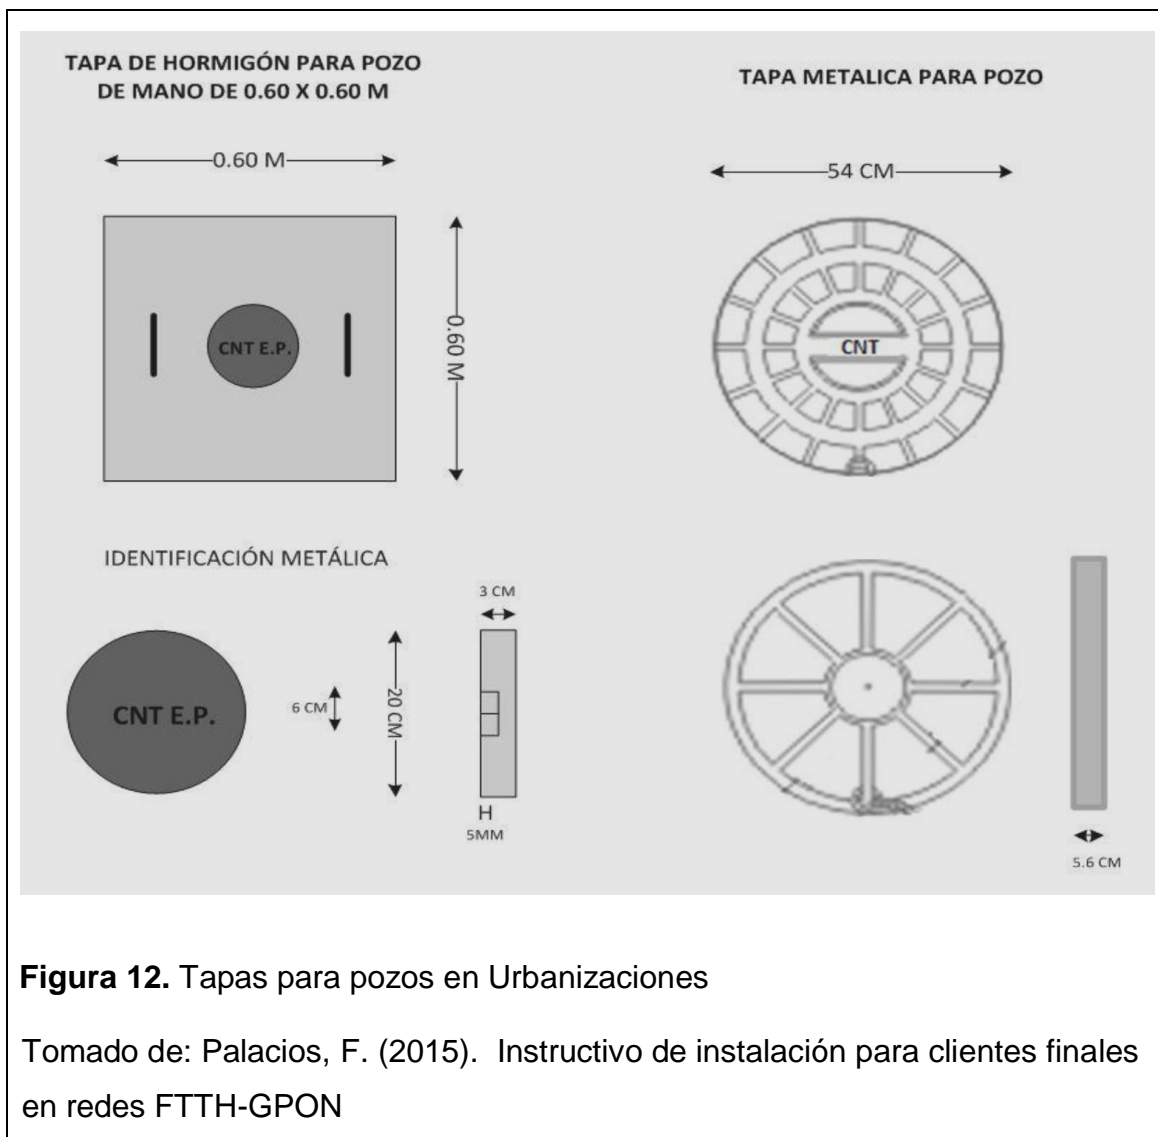 TAPA DE HORMIGÓN PARA POZO
DE MANO DE 0.60 X 0.60 M
0.60 M
CNT E.P.
0.60 M
TAPA METALICA PARA POZO
54 CM
CNT
IDENTIFICACIÓN METÁLICA
CNT E.P.
6 CM
20 CM
3 CM
H
5MM
5.6 CM
Figura 12. Tapas para pozos en Urbanizaciones
Tomado de: Palacios, F. (2015). Instructivo de instalación para clientes finales
en redes FTTH-GPON